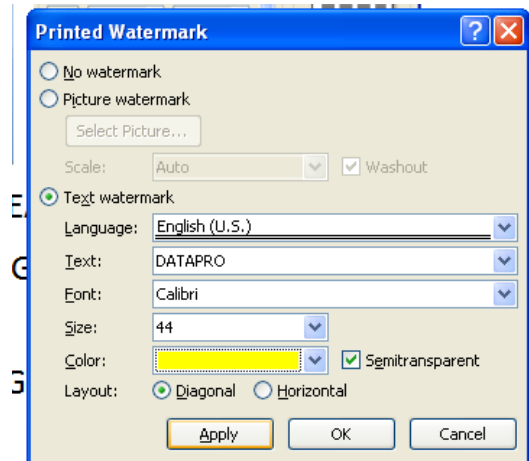 Printed Watermark
No watermark
Picture watermark
Select Picture...
Scale: Auto Washout
Text watermark
Language: English (U.S.)
Text: DATAPRO
Font: Calibri
Size: 44
Color: Semitransparent
Layout: Diagonal Horizontal
Apply OK Cancel